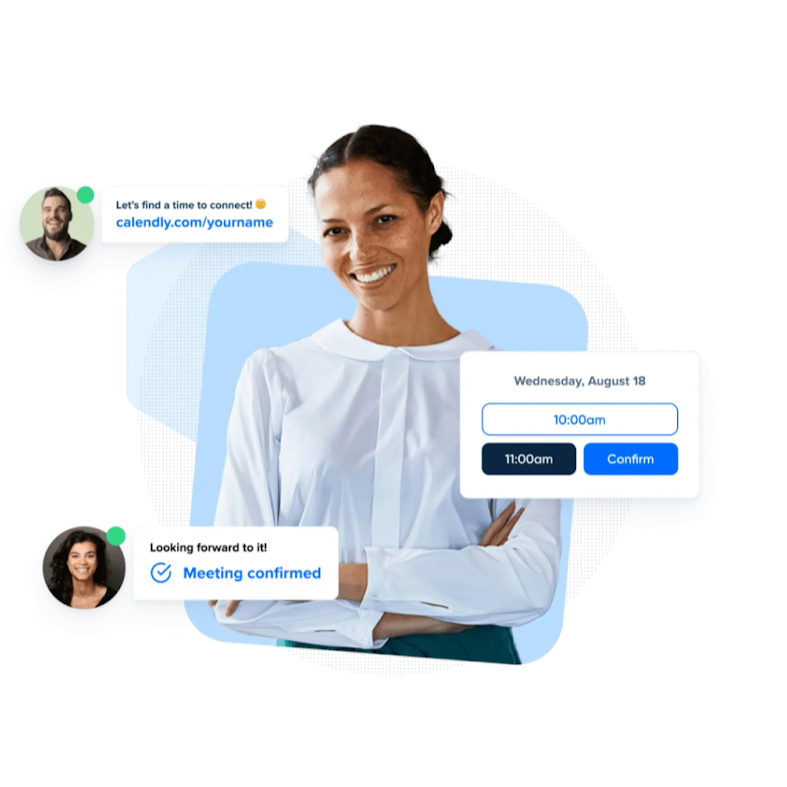 Let's find a time to connect! 🙂
calendly.com/yourname
Wednesday, August 18
10:00am
11:00am
Confirm
Looking forward to it!
Meeting confirmed